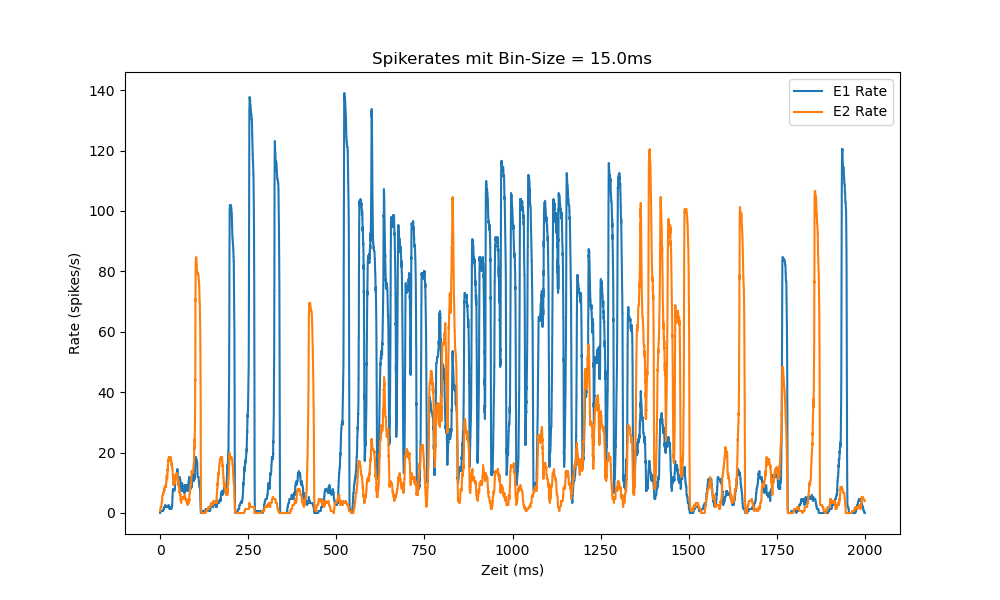 Spikerates mit Bin-Size = 15.0ms
E1 Rate
E2 Rate
Rate (spikes/s)
140
120
100
80
60
40
20
0
0 250 500 750 1000 1250 1500 1750 2000
Zeit (ms)